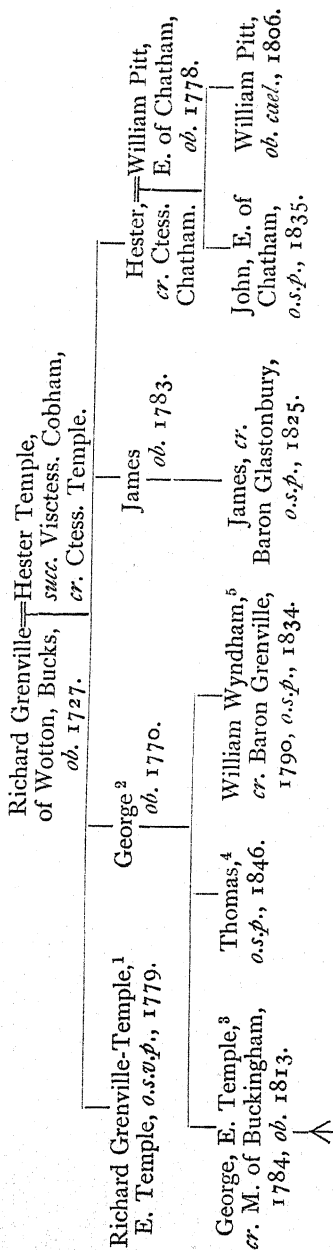 Richard Grenville=Hester Temple,
of Wotton, Bucks, succ. Visctess. Cobham,
ob. 1727. cr. Ctess. Temple.
Richard Grenville-Temple,¹
E. Temple, o.s.v.p., 1779.
George ²
ob. 1770.
James
ob. 1783.
Hester,=William Pitt,
cr. Ctess. E. of Chatham,
Chatham. ob. 1778.
George, E. Temple,³
cr. M. of Buckingham,
1784, ob. 1813.
Thomas,⁴
o.s.p., 1846.
William Wyndham,⁵
cr. Baron Grenville,
1790, o.s.p., 1834.
James, cr.
Baron Glastonbury,
o.s.p., 1825.
John, E. of
Chatham,
o.s.p., 1835.
William Pitt,
ob. cael., 1806.